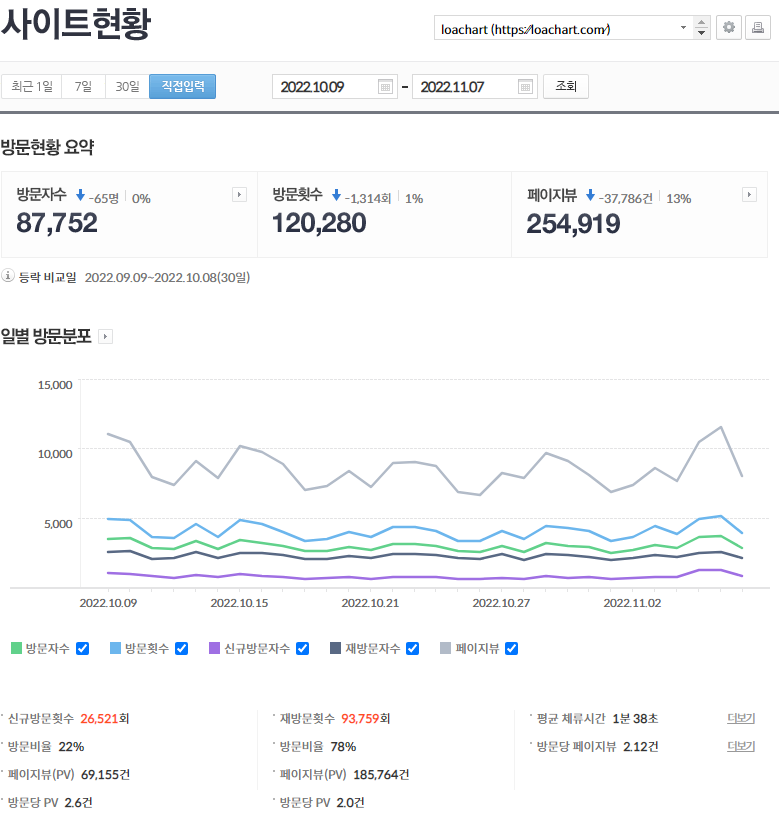 사이트현황
loachart (https://loachart.com/)
최근 1일 7일 30일 직접입력 2022.10.09 - 2022.11.07 조회
방문현황 요약
방문자수 -65명 0% 방문횟수 -1,314회 1% 페이지뷰 -37,786건 13%
87,752 120,280 254,919
등락 비교일 2022.09.09~2022.10.08(30일)
일별 방문분포
15,000
10,000
5,000
2022.10.09 2022.10.15 2022.10.21 2022.10.27 2022.11.02
방문자수 방문횟수 신규방문자수 재방문자수 페이지뷰
신규방문횟수 26,521회 재방문횟수 93,759회 평균 체류시간 1분 38초 더보기
방문비율 22% 방문비율 78% 방문당 페이지뷰 2.12건 더보기
페이지뷰(PV) 69,155건 페이지뷰(PV) 185,764건
방문당 PV 2.6건 방문당 PV 2.0건